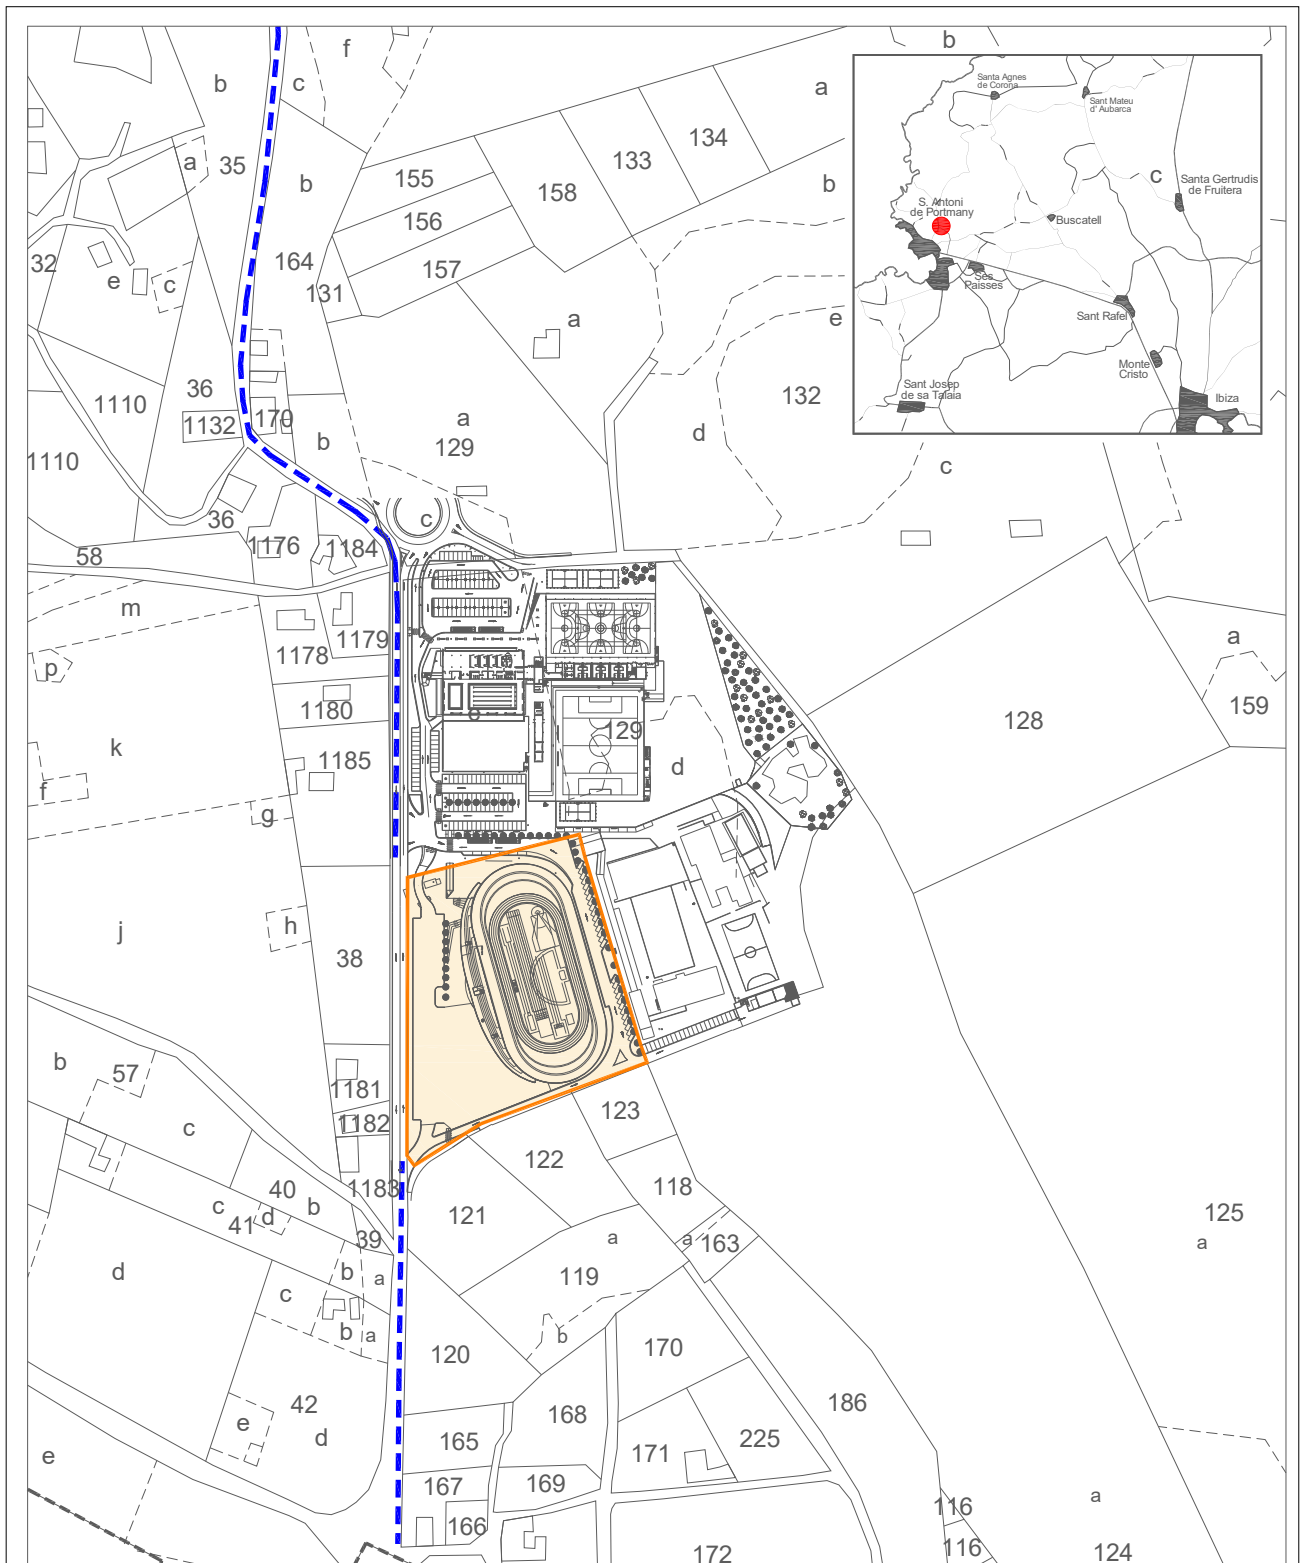 f
b
b
c
a
134
133
a
35
155
b
158
b
156
164
157
32
131
e
c
a
e
132
36
1110
1132
170
a
b
d
129
1110
c
36
c
1176
1184
58
m
1179
a
1178
p
159
1180
e
128
129
k
1185
d
f
g
h
j
38
b
57
1181
123
c
1182
122
118
1183
40
c
b
d
121
125
41
39
a
a
163
a
d
b
a
119
c
b
b
a
120
170
42
168
186
e
d
165
225
e
171
167
169
a
116
166
116
124
172
Santa Agnes
de Corona
Sant Mateu
d' Aubarca
c
Santa Gertrudis
de Fruitera
S. Antoni
de Portmany
Buscatell
Ses
Paisses
Sant Rafel
Monte
Cristo
Sant Josep
de sa Talaia
Ibiza